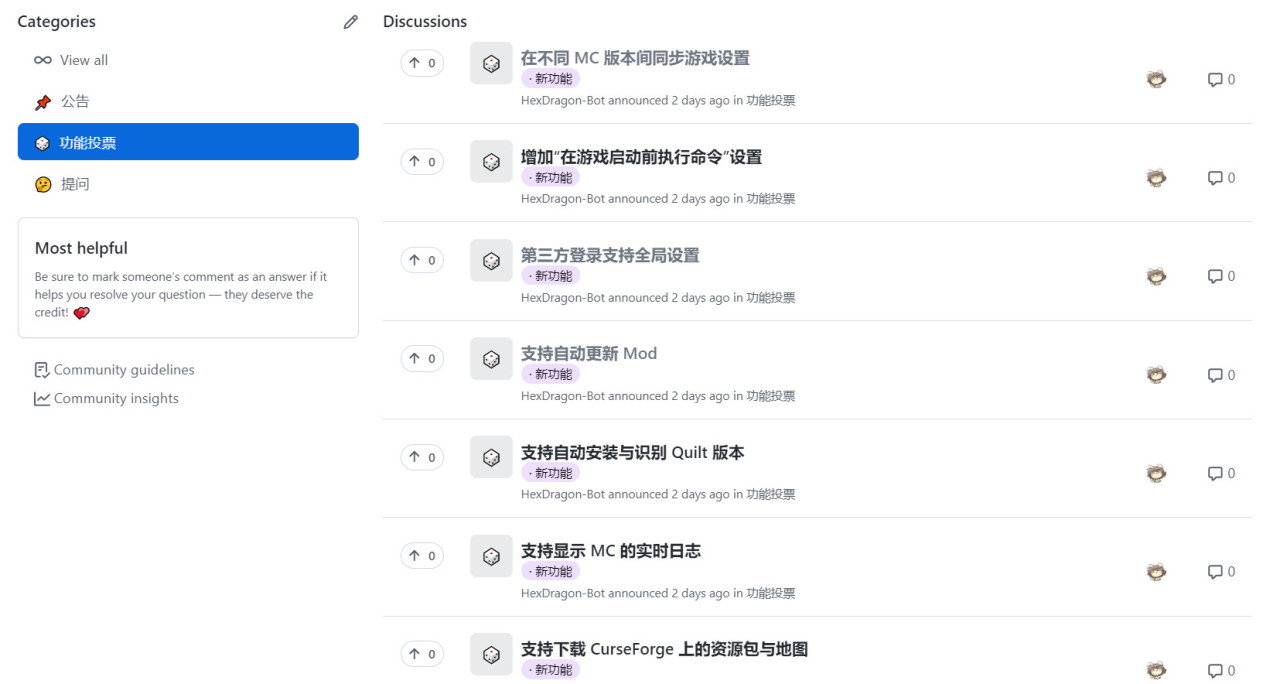 Categories
View all
公告
功能投票
提问
Most helpful
Be sure to mark someone's comment as an answer if it
helps you resolve your question — they deserve the
credit!
Community guidelines
Community insights
Discussions
0
在不同 MC 版本间同步游戏设置
· 新功能
HexDragon-Bot announced 2 days ago in 功能投票
0
0
增加“在游戏启动前执行命令”设置
· 新功能
HexDragon-Bot announced 2 days ago in 功能投票
0
0
第三方登录支持全局设置
· 新功能
HexDragon-Bot announced 2 days ago in 功能投票
0
0
支持自动更新 Mod
· 新功能
HexDragon-Bot announced 2 days ago in 功能投票
0
0
支持自动安装与识别 Quilt 版本
· 新功能
HexDragon-Bot announced 2 days ago in 功能投票
0
0
支持显示 MC 的实时日志
· 新功能
HexDragon-Bot announced 2 days ago in 功能投票
0
0
支持下载 CurseForge 上的资源包与地图
· 新功能
0